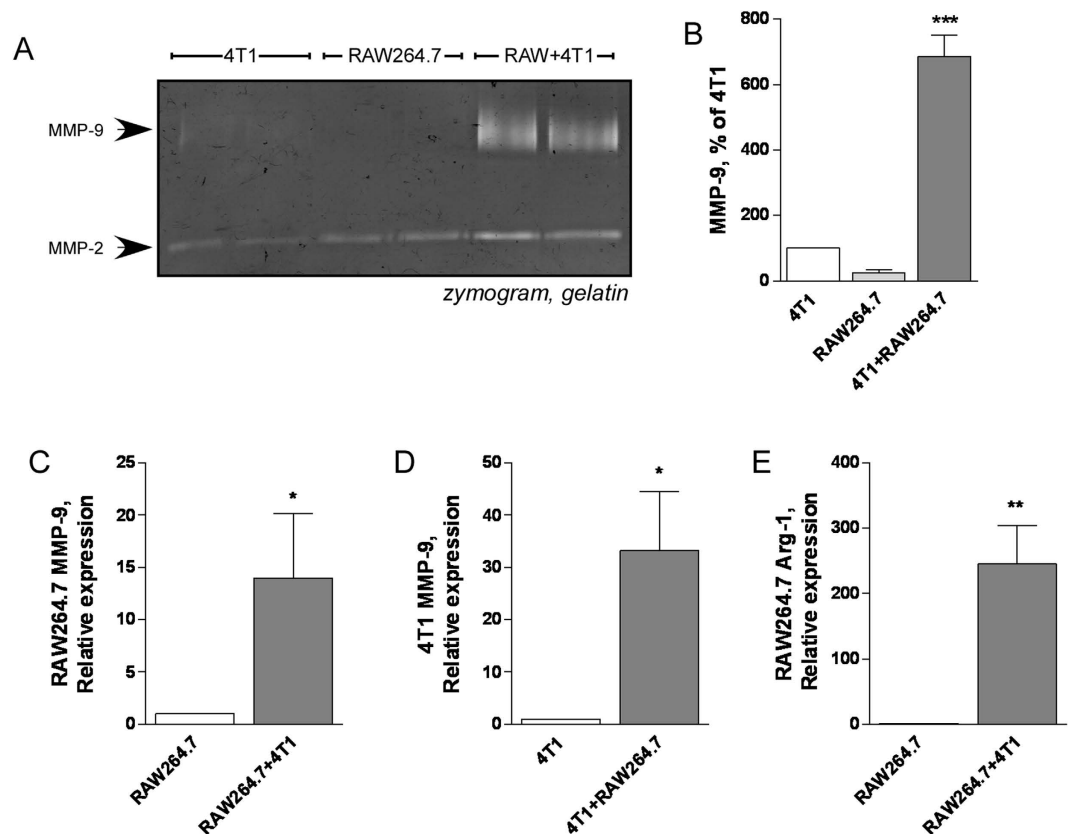 A
4T1
RAW264.7
RAW+4T1
MMP-9
MMP-2
zymogram, gelatin
B
MMP-9, % of 4T1
800
600
400
200
0
***
4T1
RAW264.7
4T1+RAW264.7
C
RAW264.7 MMP-9,
Relative expression
25
20
15
10
5
0
*
RAW264.7
RAW264.7+4T1
D
4T1 MMP-9,
Relative expression
50
40
30
20
10
0
*
4T1
4T1+RAW264.7
E
RAW264.7 Arg-1,
Relative expression
400
300
200
100
0
**
RAW264.7
RAW264.7+4T1